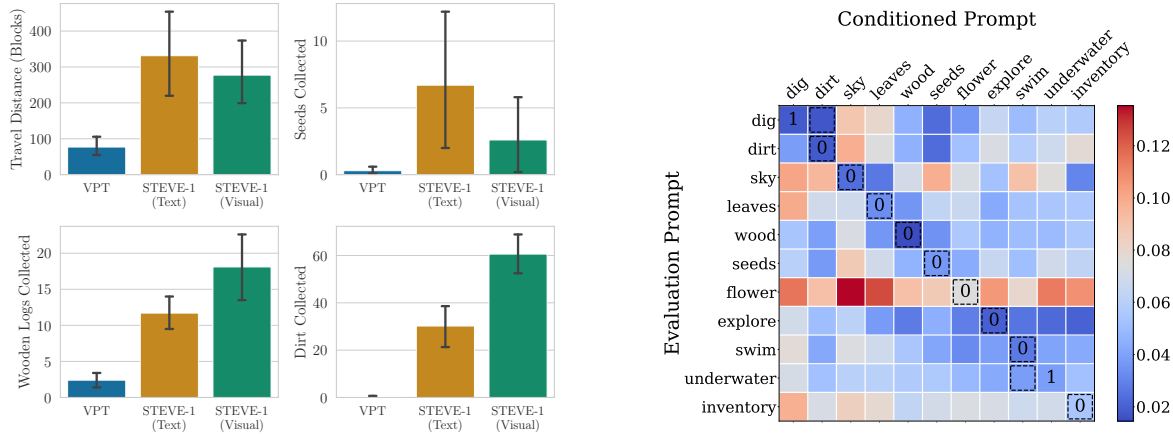 Travel Distance (Blocks)
400
300
200
100
0
VPT
STEVE-1
(Text)
STEVE-1
(Visual)
Seeds Collected
10
5
0
VPT
STEVE-1
(Text)
STEVE-1
(Visual)
Wooden Logs Collected
20
15
10
5
0
VPT
STEVE-1
(Text)
STEVE-1
(Visual)
Dirt Collected
60
40
20
0
VPT
STEVE-1
(Text)
STEVE-1
(Visual)
Conditioned Prompt
dig dirt sky leaves wood seeds flower explore swim underwater inventory
Evaluation Prompt
dig 1
dirt 0
sky 0
leaves 0
wood 0
seeds 0
flower 0
explore 0
swim 0
underwater 1
inventory 0
0.12
0.10
0.08
0.06
0.04
0.02